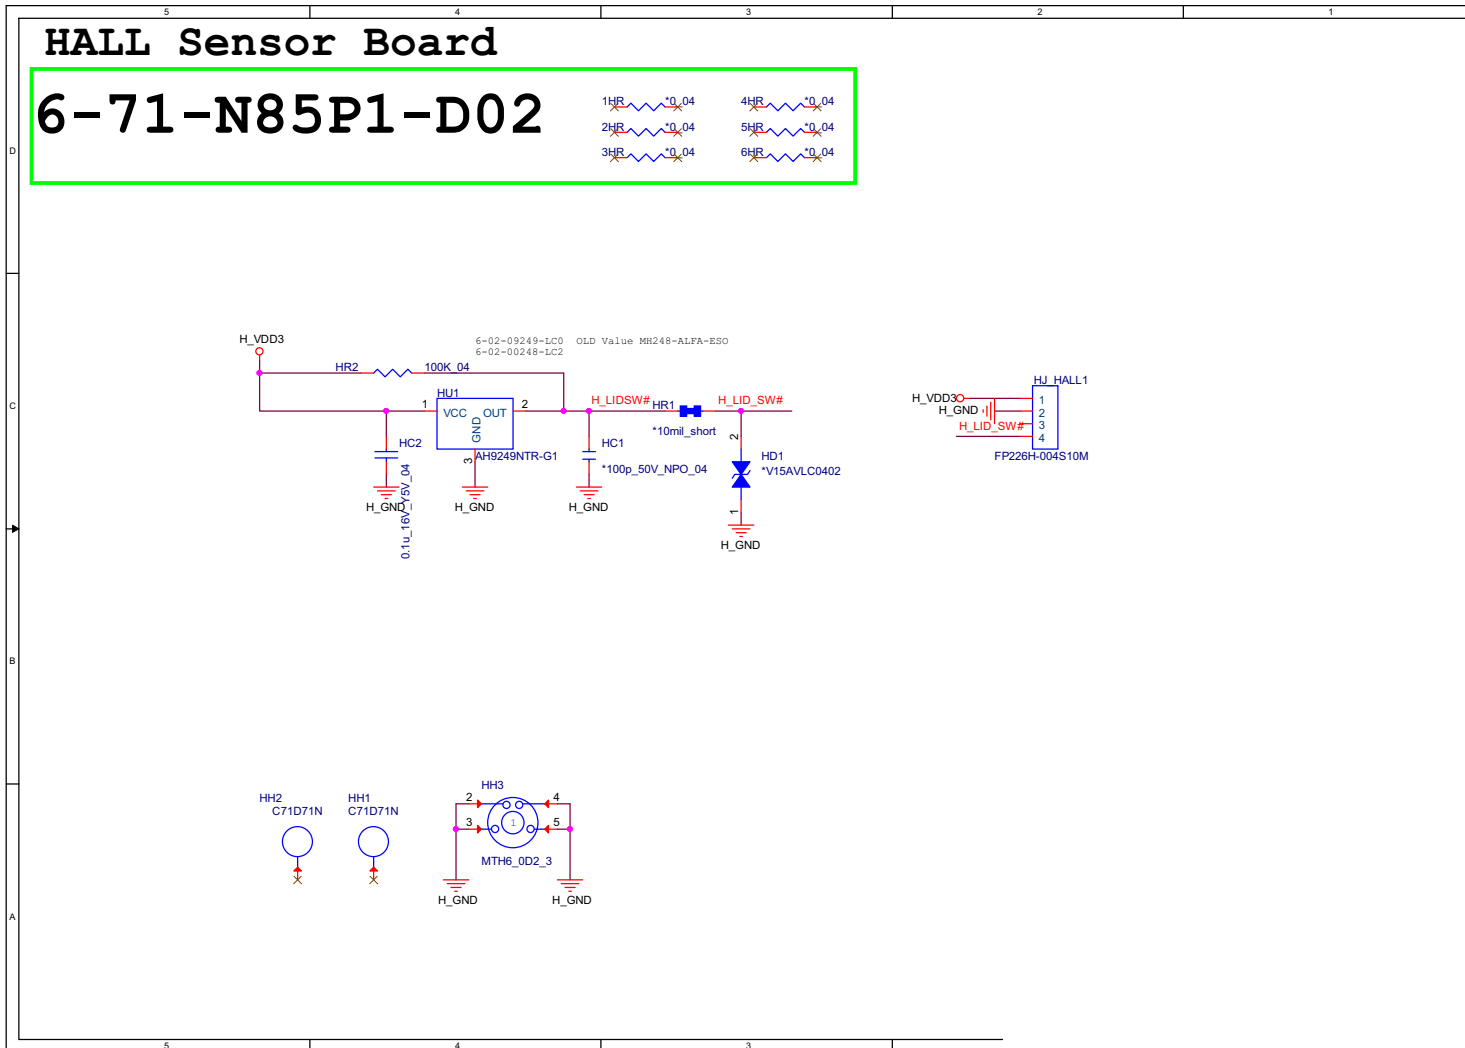 5 4 3 2 1
HALL Sensor Board
6-71-N85P1-D02
1HR *0_04 4HR *0_04
2HR *0_04 5HR *0_04
3HR *0_04 6HR *0_04
D
H_VDD3
6-02-09249-LC0 OLD Value MH248-ALFA-ESO
6-02-00248-LC2
HR2 100K_04
HU1
1 VCC OUT 2
GND
3
AH9249NTR-G1
H_LIDSW# HR1 H_LID_SW#
*10mil_short
HC2
0.1u_16V_Y5V_04
H_GND
H_GND
HC1
*100p_50V_NPO_04
H_GND
2
HD1
*V15AVLC0402
1
H_GND
HJ_HALL1
H_VDD3 1
H_GND 2
3
H_LID_SW# 4
FP226H-004S10M
C
B
HH2
C71D71N
HH1
C71D71N
HH3
2 4
3 1 5
MTH6_0D2_3
H_GND H_GND
A
5 4 3